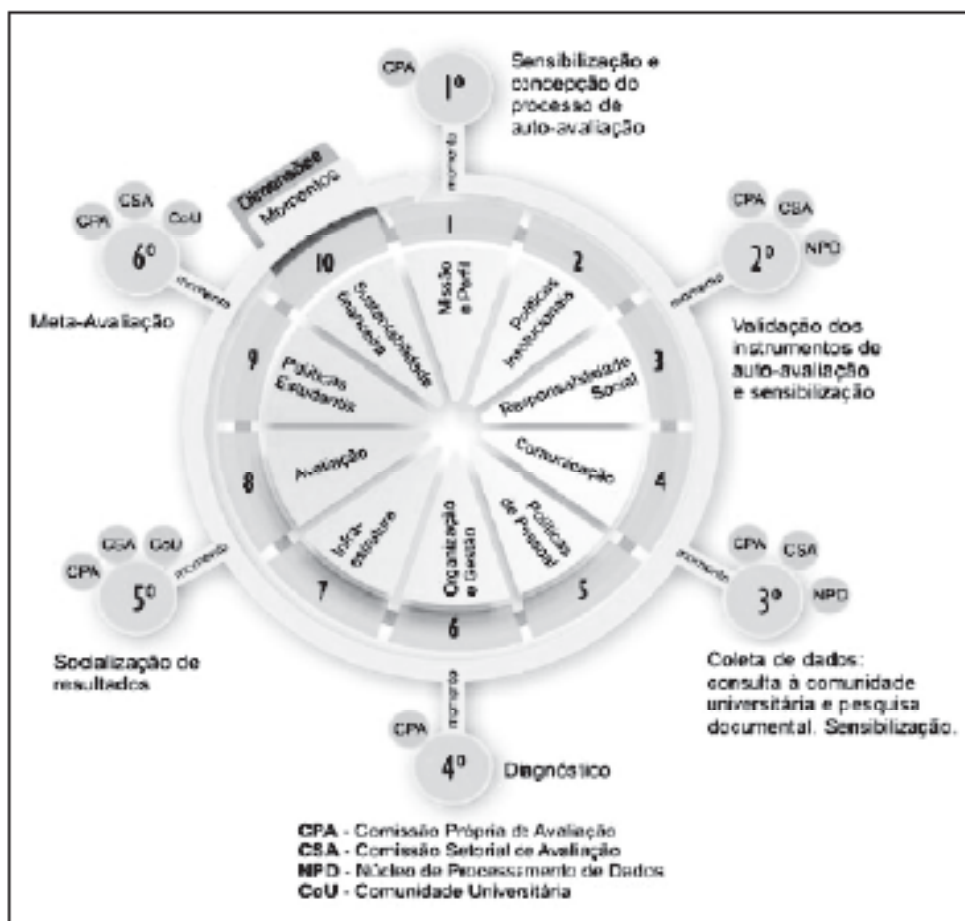 CPA
1º
momento
Sensibilização e
concepção do
processo de
auto-avaliação
Dimensões
Momentos
CPA
CSA
CoU
6º
momento
Meta-Avaliação
CPA
CSA
NPD
2º
momento
Validação dos
instrumentos de
auto-avaliação
e sensibilização
1
Missão
e Perfil
2
Políticas
Institucionais
3
Responsabilidade
Social
4
Comunicação
5
Políticas
de Pessoal
6
Organização
e Gestão
7
Infra-
estrutura
8
Avaliação
9
Políticas
Estudantis
10
Sustentabilidade
financeira
CPA
CSA
NPD
3º
momento
Coleta de dados:
consulta à comunidade
universitária e pesquisa
documental. Sensibilização.
CPA
4º
momento
Diagnóstico
CPA
CSA
CoU
5º
momento
Socialização de
resultados
CPA - Comissão Própria de Avaliação
CSA - Comissão Setorial de Avaliação
NPD - Núcleo de Processamento de Dados
CoU - Comunidade Universitária